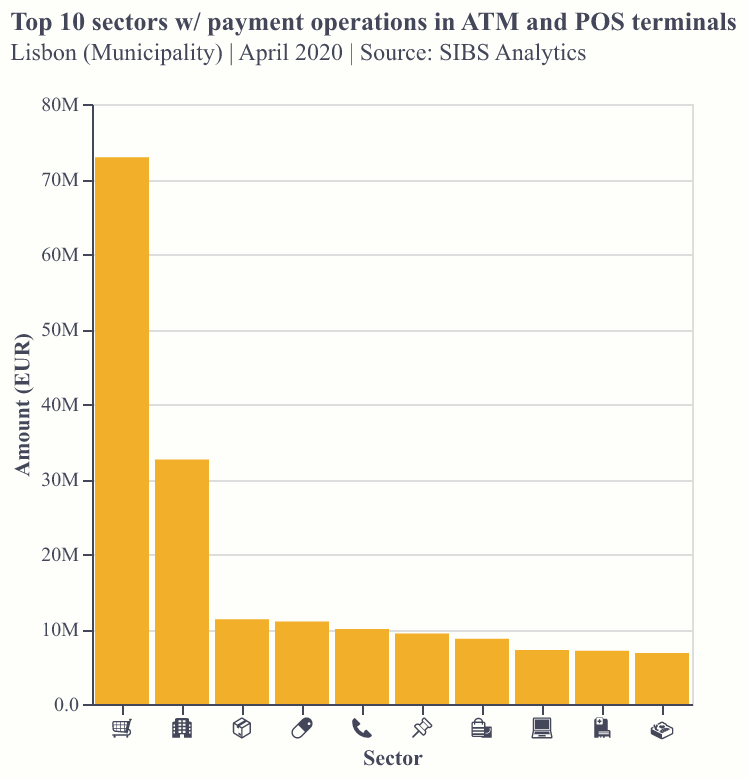 Top 10 sectors w/ payment operations in ATM and POS terminals
Lisbon (Municipality) | April 2020 | Source: SIBS Analytics
80M
70M
60M
50M
40M
30M
20M
10M
0.0
Amount (EUR)
Sector